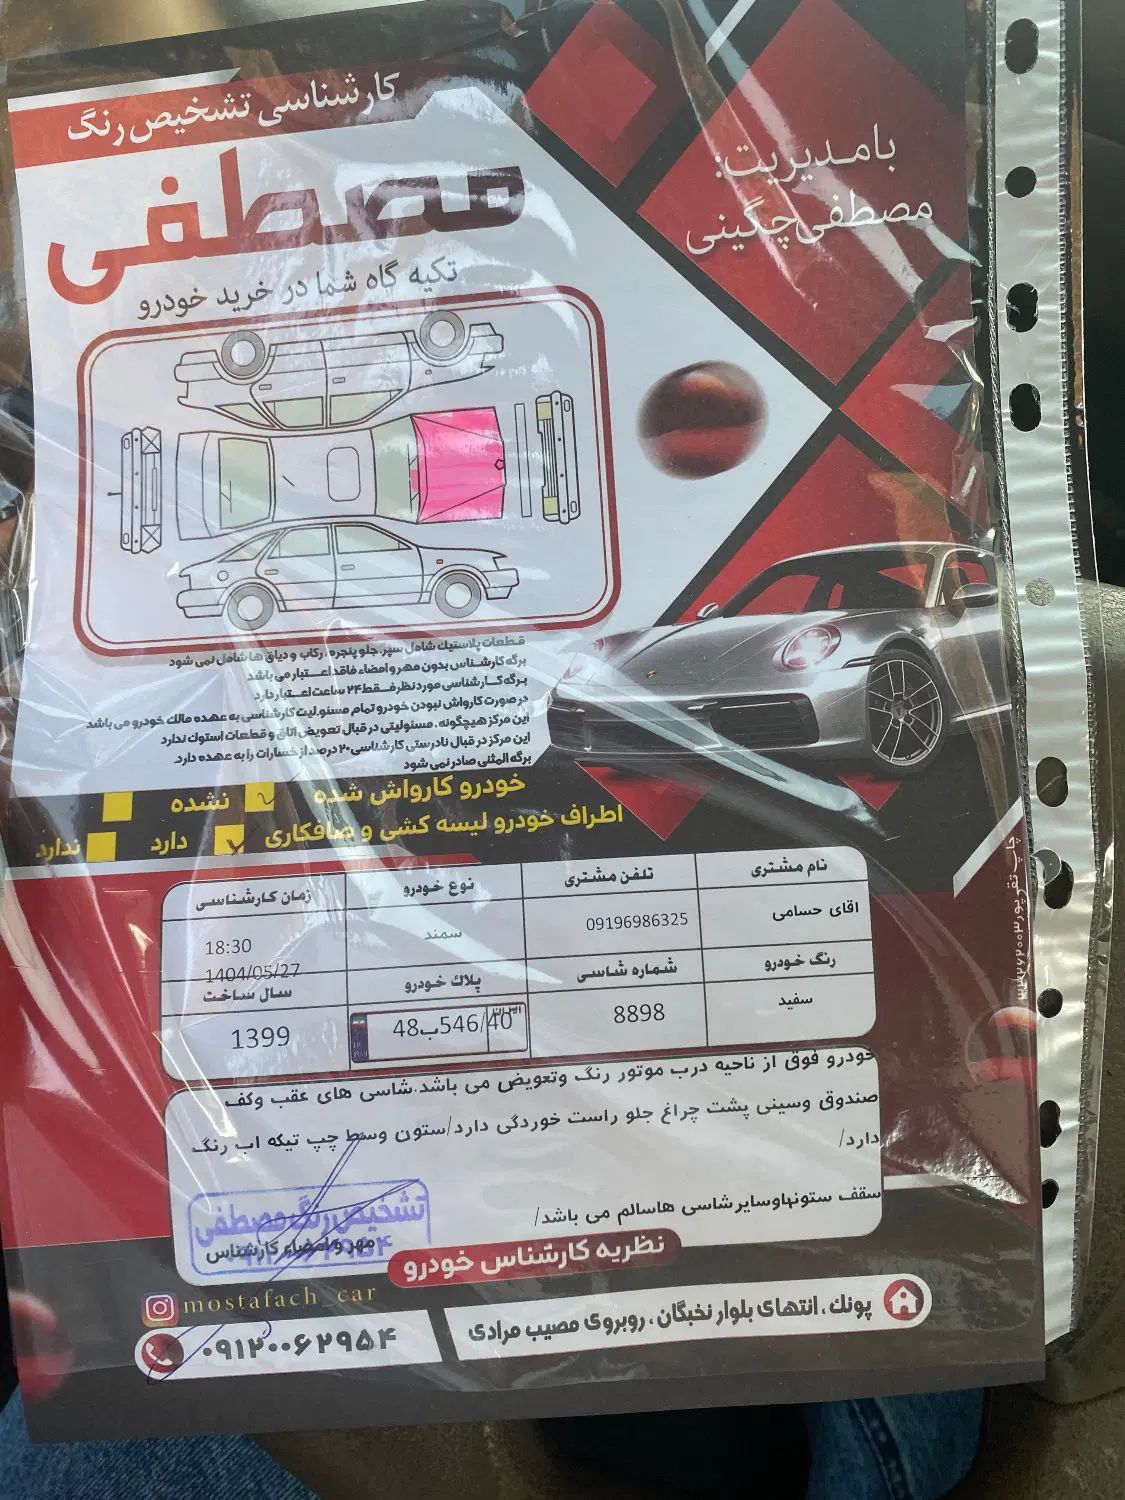 کارشناسی تشخیص رنگ
مصطفی
تکیه گاه شما در خرید خودرو
با مدیریت:
مصطفی چگینی
قطعات پلاستیک شامل سپر، جلو پنجره، رکاب و دیاق ها شامل نمی شود
برگه کارشناس بدون مهر و امضاء فاقد اعتبار می باشد
برگه کارشناسی مورد نظر فقط ۲۴ ساعت اعتبار دارد
در صورت کارواش نبودن خودرو تمام مسئولیت کارشناسی به عهده مالک خودرو می باشد
این مرکز هیچگونه مسئولیتی در قبال تعویض اتاق و قطعات استوک ندارد
این مرکز در قبال نادرستی کارشناسی ۲۰ درصد از خسارات را به عهده دارد.
برگه المثنی صادر نمی شود
خودرو کارواش شده نشده
اطراف خودرو لیسه کشی و صافکاری دارد ندارد
نام مشتری تلفن مشتری نوع خودرو زمان کارشناسی
اقای حسامی 09196986325 سمند 18:30
1404/05/27
رنگ خودرو شماره شاسی پلاك خودرو سال ساخت
سفید 8898 48ب546/40 ایران 1399
خودرو فوق از ناحیه درب موتور رنگ وتعویض می باشد.شاسی های عقب وکف
صندوق وسینی پشت چراغ جلو راست خوردگی دارد/ستون وسط چپ تیکه اب رنگ
دارد/
سقف ستونهاوسایرشاسی هاسالم می باشد/
تشخیص رنگ مصطفی
مهر و امضاء کارشناس
نظریه کارشناس خودرو
mostafach_car
۰۹۱۲۰۰۶۲۹۵۴
پونك، انتهای بلوار نخبگان، روبروی مصیب مرادی